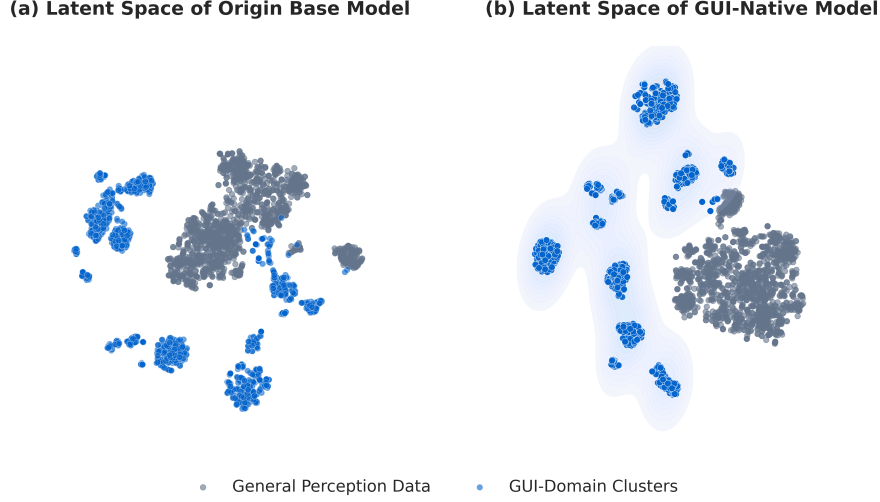 (a) Latent Space of Origin Base Model
(b) Latent Space of GUI-Native Model
General Perception Data
GUI-Domain Clusters